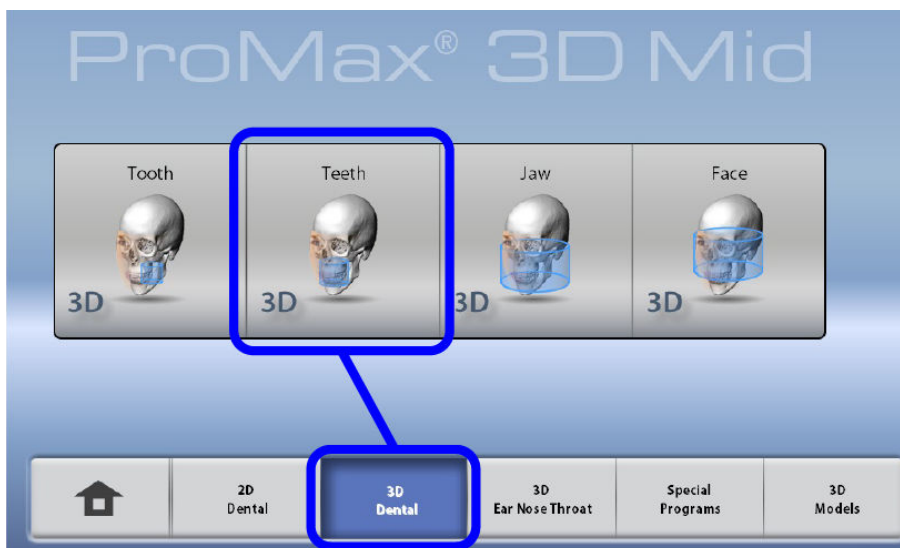 ProMax® 3D Mid
Tooth
Teeth
Jaw
Face
3D
3D
3D
3D
2D
Dental
3D
Dental
3D
Ear Nose Throat
Special
Programs
3D
Models